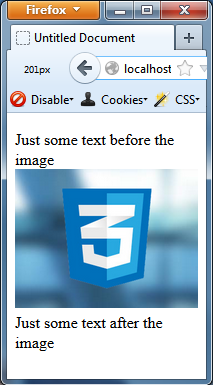 Firefox
Untitled Document
201px
localhost
Disable
Cookies
CSS
Just some text before the
image
3
Just some text after the
image